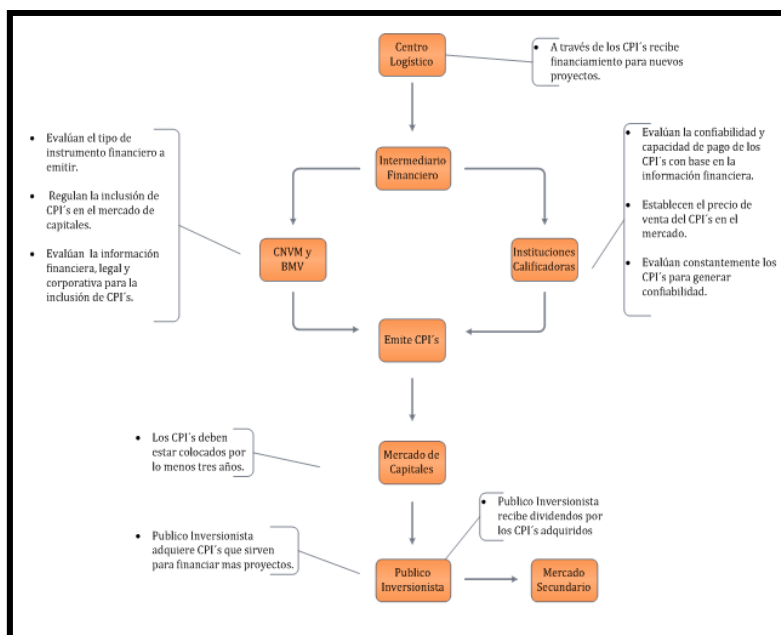 Centro
Logístico
• A través de los CPI´s recibe
financiamiento para nuevos
proyectos.
• Evalúan el tipo de
instrumento financiero a
emitir.
• Regulan la inclusión de
CPI´s en el mercado de
capitales.
• Evalúan la información
financiera, legal y
corporativa para la
inclusión de CPI´s.
Intermediario
Financiero
• Evalúan la confiabilidad y
capacidad de pago de los
CPI´s con base en la
información financiera.
• Establecen el precio de
venta del CPI´s en el
mercado.
• Evalúan constantemente los
CPI´s para generar
confiabilidad.
CNVM y
BMV
Instituciones
Calificadoras
Emite CPI´s
• Los CPI´s deben
estar colocados por
lo menos tres años.
Mercado de
Capitales
• Publico Inversionista
recibe dividendos por
los CPI´s adquiridos
• Publico Inversionista
adquiere CPI´s que sirven
para financiar mas proyectos.
Publico
Inversionista
Mercado
Secundario